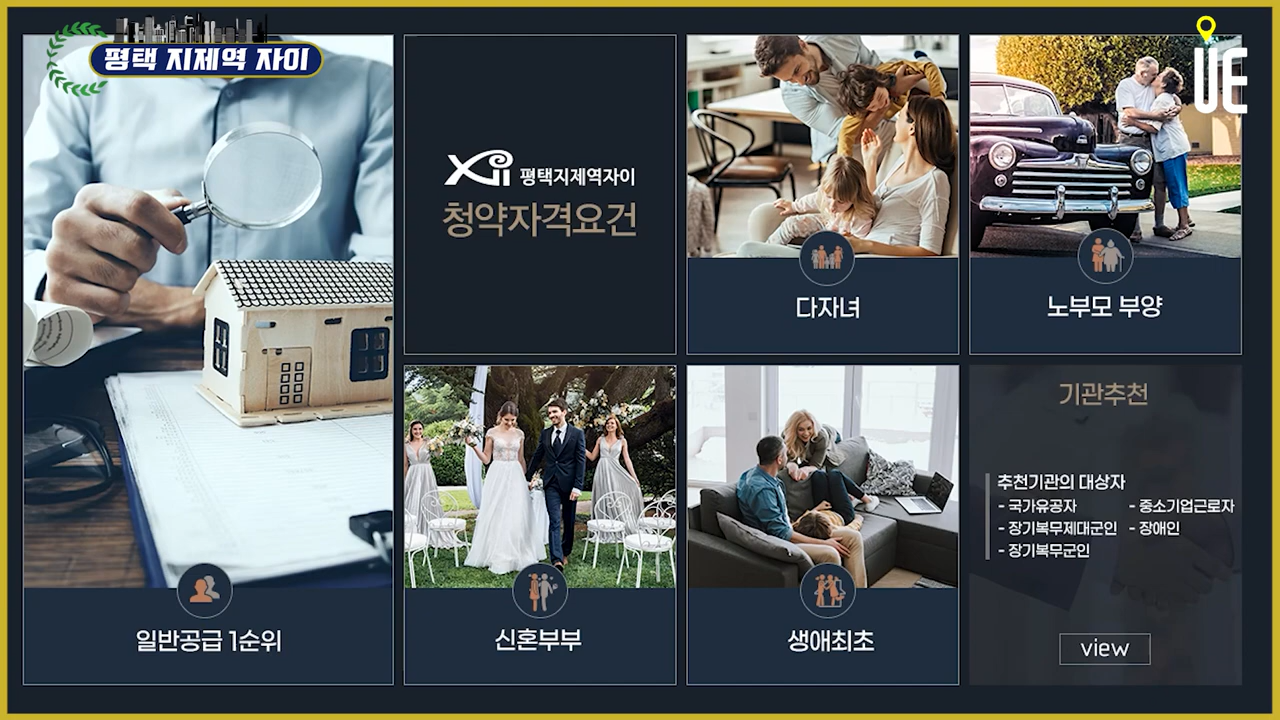 평택 지제역 자이
UE
Xii 평택지제역자이
청약자격요건
다자녀
노부모 부양
일반공급 1순위
신혼부부
생애최초
기관추천
추천기관의 대상자
- 국가유공자 - 중소기업근로자
- 장기복무제대군인 - 장애인
- 장기복무군인
view